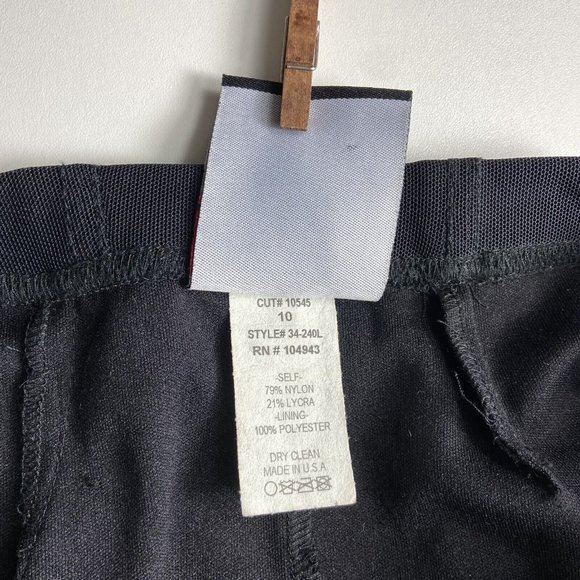 CUT# 10545
10
STYLE# 34-240L
RN # 104943
-SELF-
79% NYLON
21% LYCRA
-LINING-
100% POLYESTER
DRY CLEAN
MADE IN U.S.A